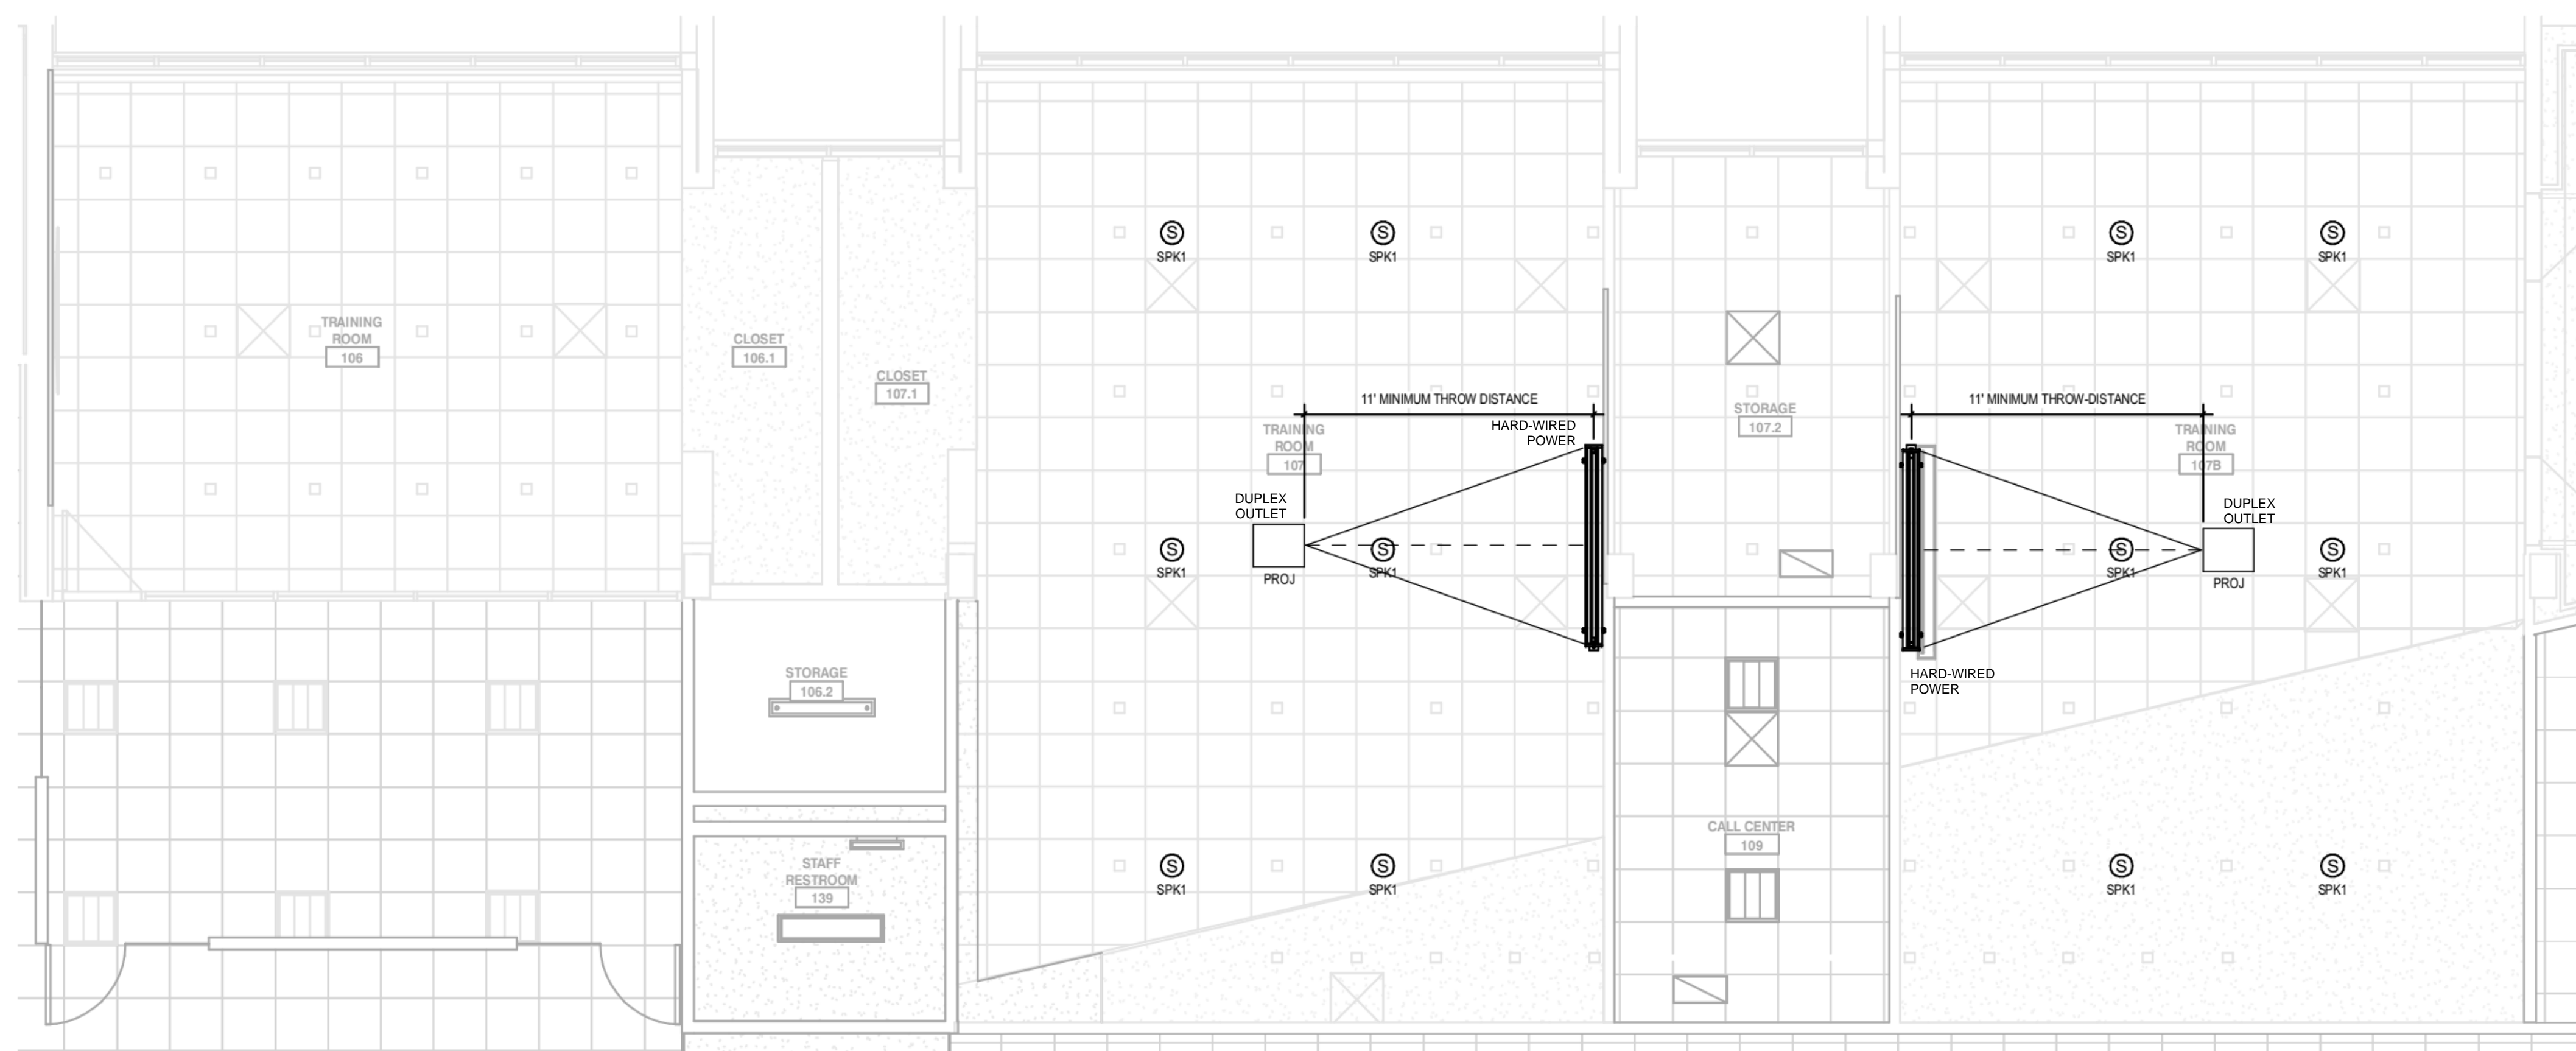 S
SPK1
S
SPK1
S
SPK1
S
SPK1
TRAINING
ROOM
106
CLOSET
106.1
CLOSET
107.1
11' MINIMUM THROW DISTANCE
HARD-WIRED
POWER
TRAINING
ROOM
107
STORAGE
107.2
11' MINIMUM THROW-DISTANCE
TRAINING
ROOM
107B
DUPLEX
OUTLET
DUPLEX
OUTLET
S
SPK1
PROJ
S
SPK1
S
SPK1
PROJ
S
SPK1
STORAGE
106.2
HARD-WIRED
POWER
CALL CENTER
109
STAFF
RESTROOM
139
S
SPK1
S
SPK1
S
SPK1
S
SPK1